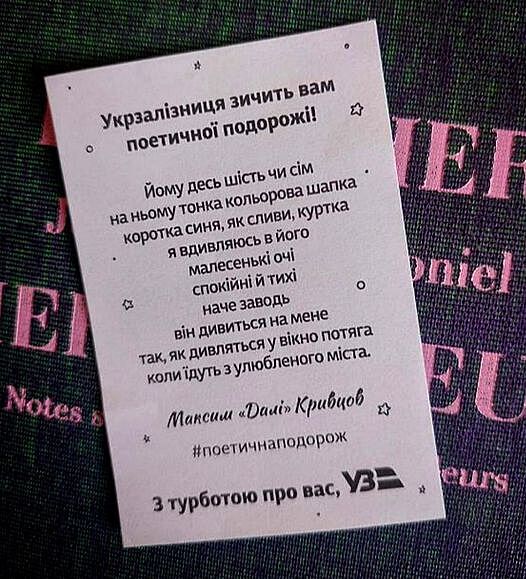 Укрзалізниця зичить вам
поетичної подорожі!
Йому десь шість чи сім
на ньому тонка кольорова шапка
коротка синя, як сливи, куртка
я вдивляюсь в його
малесенькі очі
спокійні й тихі
наче заводь
він дивиться на мене
так, як дивляться у вікно потяга
коли їдуть з улюбленого міста.
Максим «Далі» Кривцов
#поетичнаподорож
З турботою про вас, УЗ
Notes